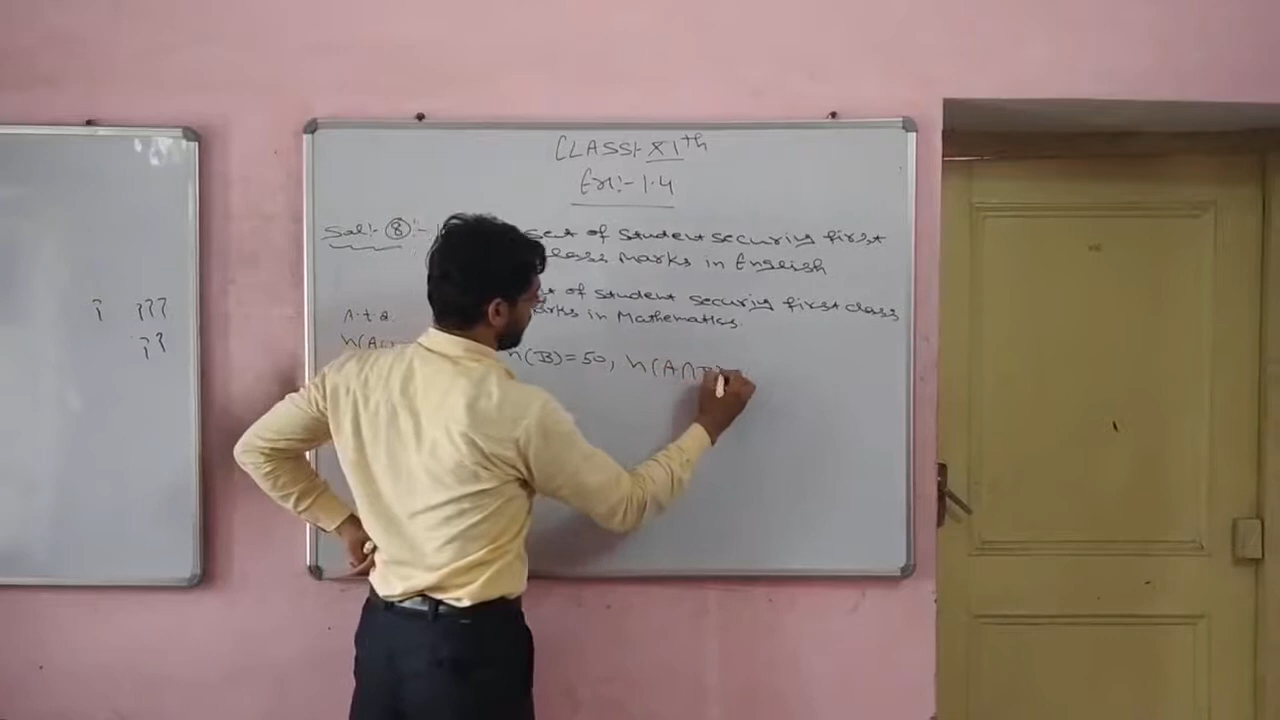 CLASS:- XIth
Ex:- 1.4
Sol:- 8:- set of student securing first
class marks in English
of student securing first class
marks in Mathematics.
A.t.Q.
n(A
n(B)=50, n(A∩B)=
? ???
??